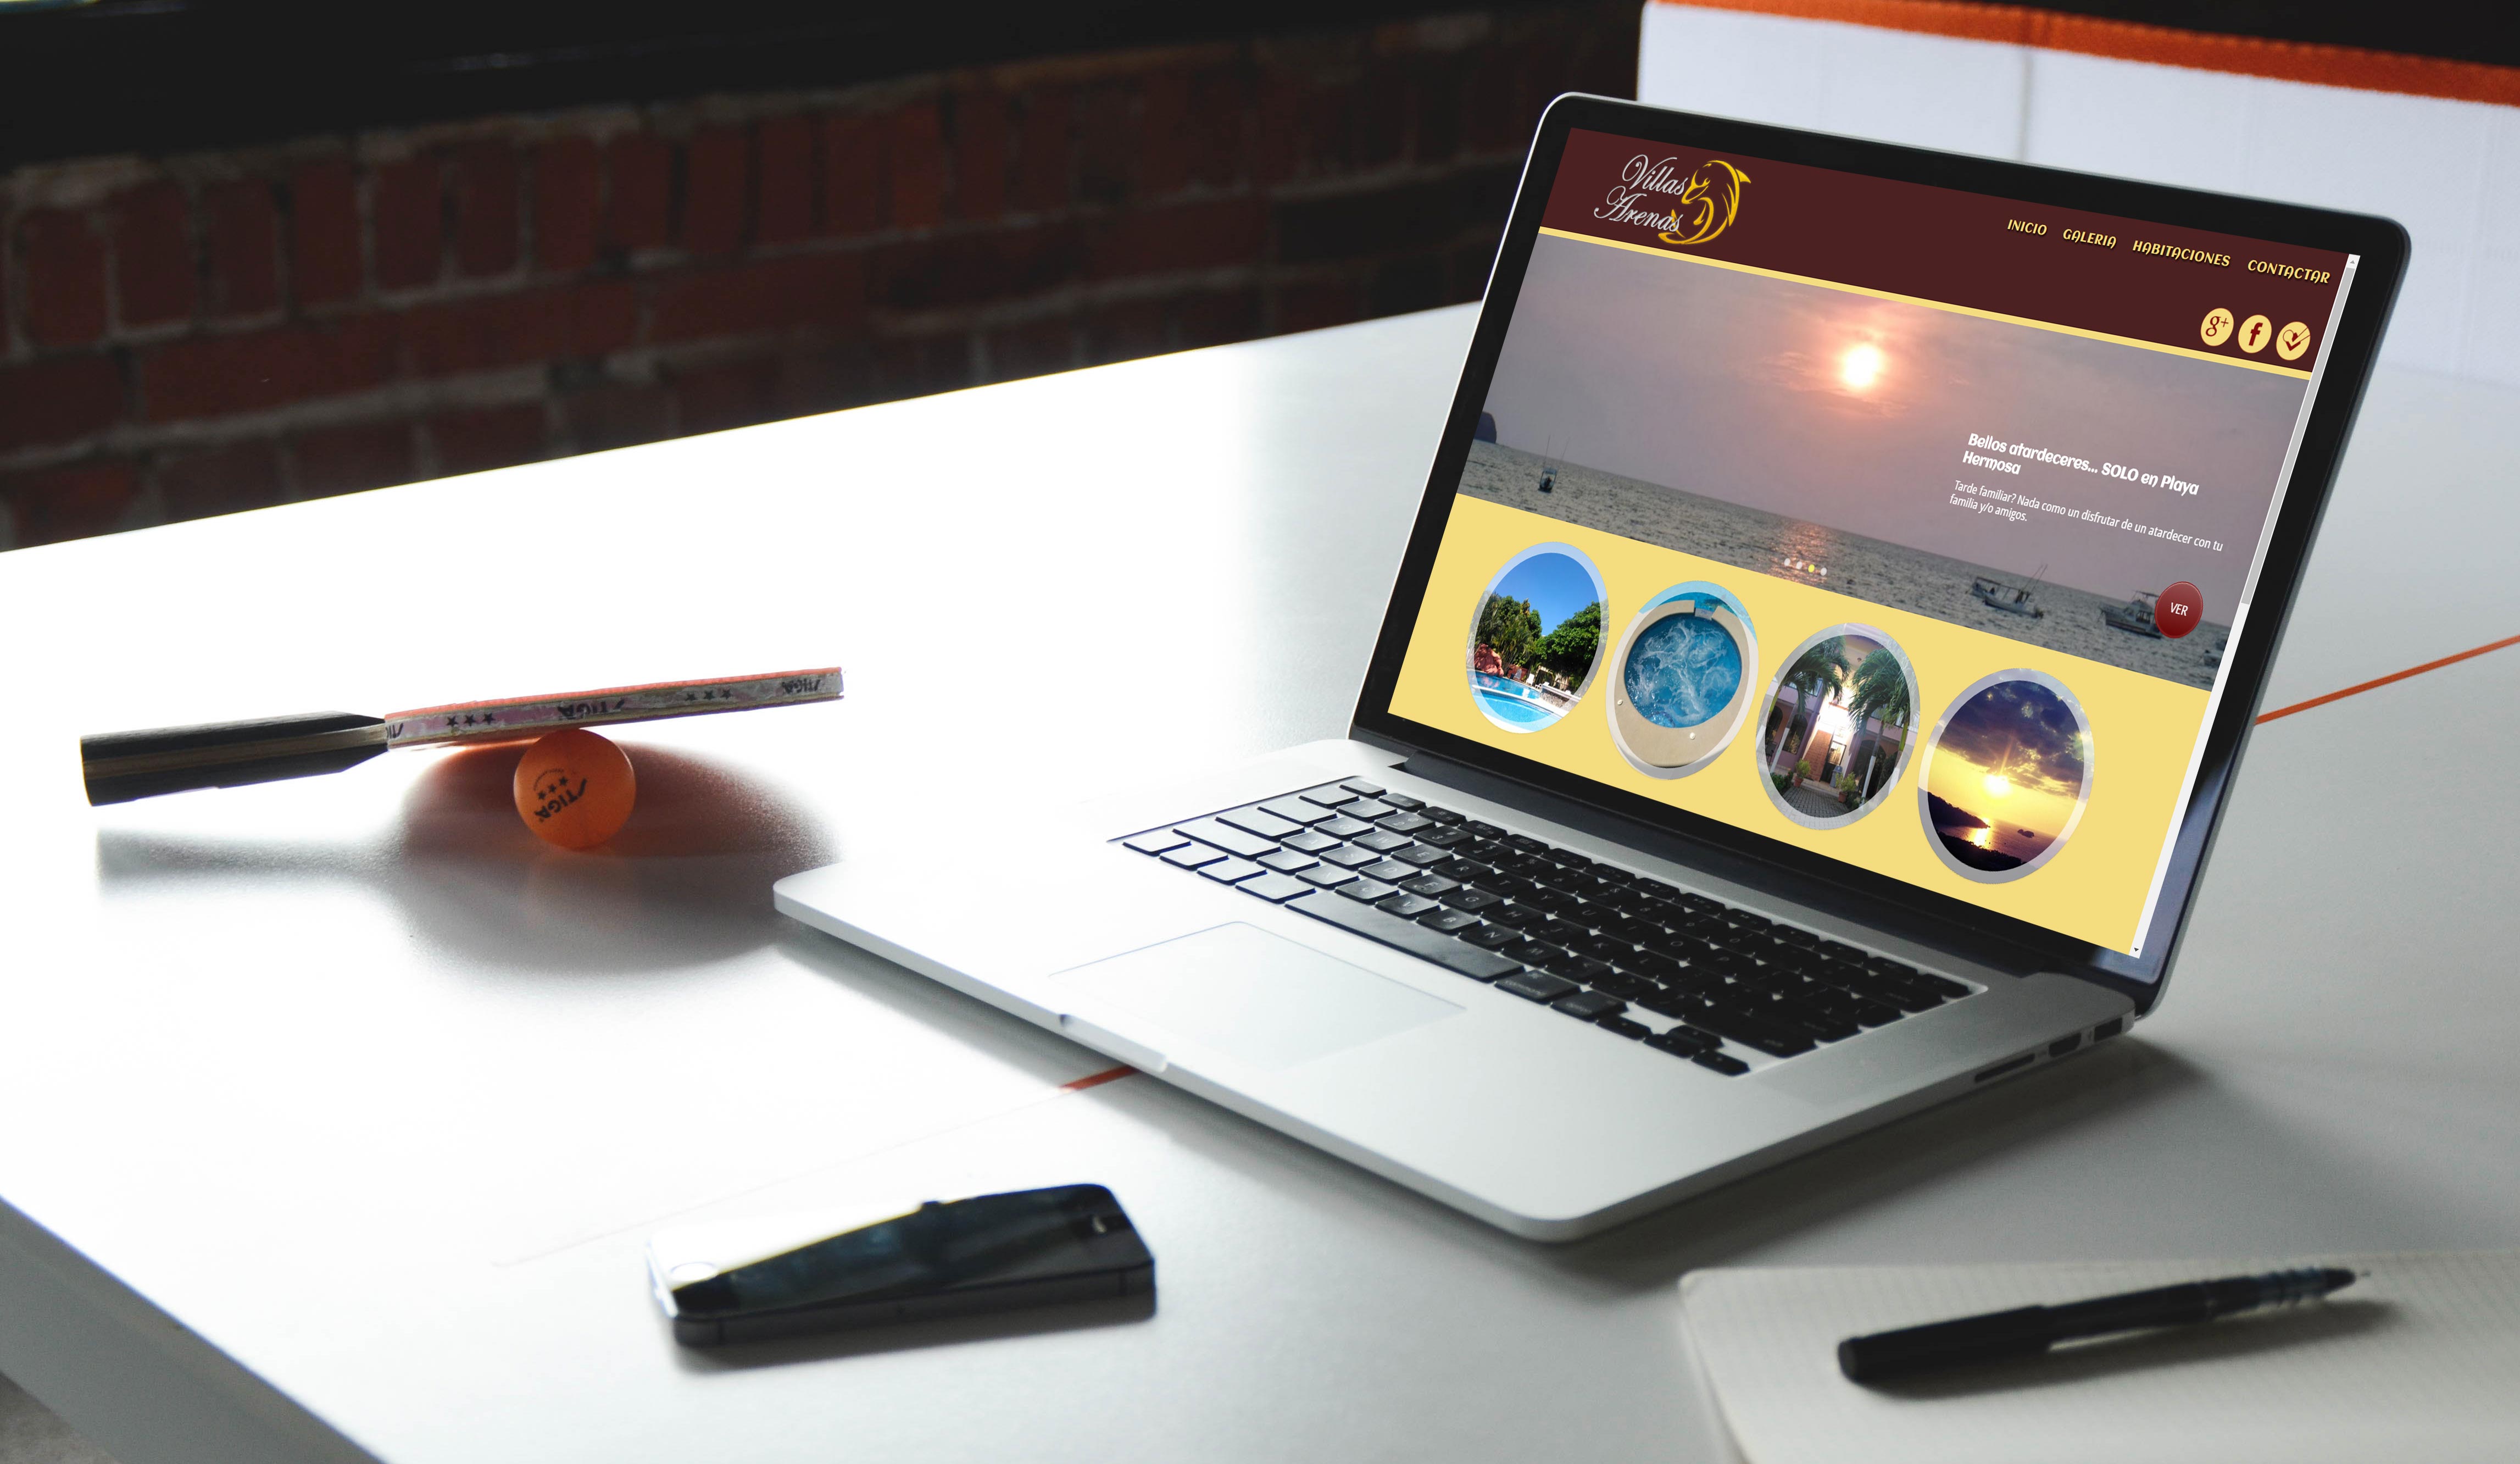 Villas
Arenas
INICIO GALERIA HABITACIONES CONTACTAR
g+ f
Bellos atardeceres... SOLO en Playa
Hermosa
Tarde familiar? Nada como un disfrutar de un atardecer con tu
familia y/o amigos.
VER
STIGA
STIGA
STIGA